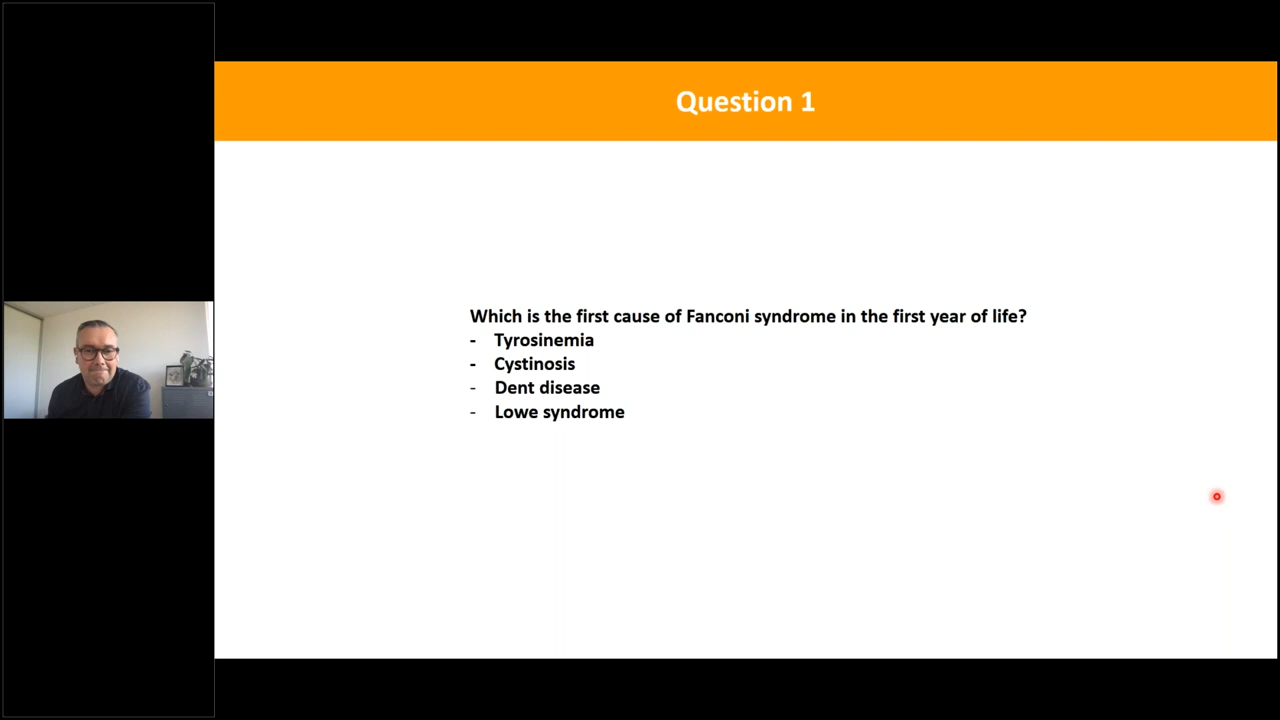 Question 1
Which is the first cause of Fanconi syndrome in the first year of life?
- Tyrosinemia
- Cystinosis
- Dent disease
- Lowe syndrome